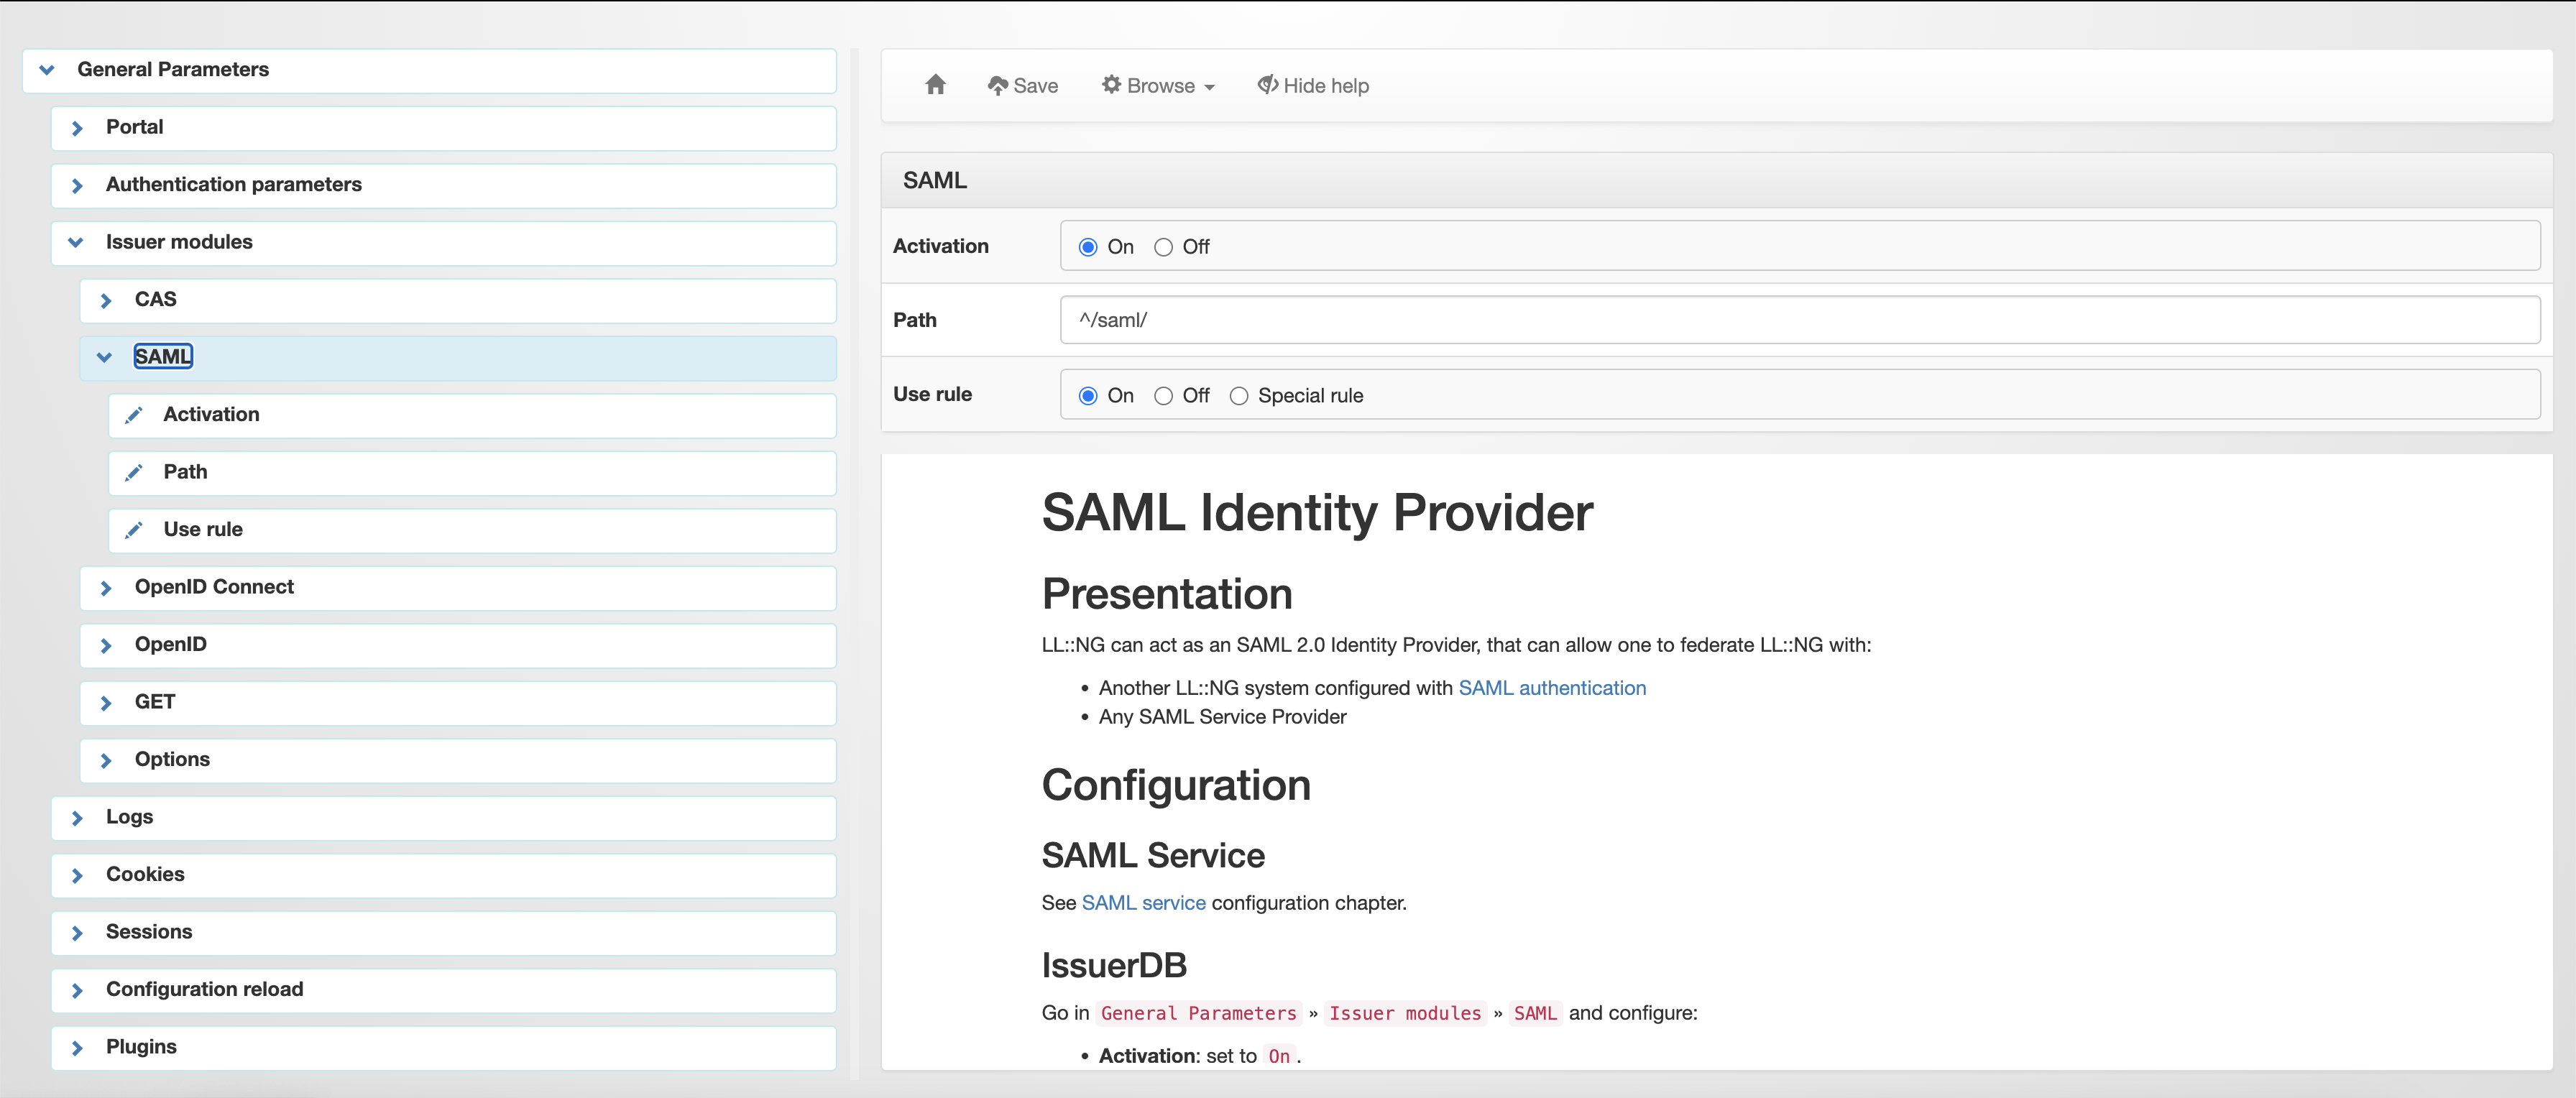 General Parameters
Portal
Authentication parameters
Issuer modules
CAS
SAML
Activation
Path
Use rule
OpenID Connect
OpenID
GET
Options
Logs
Cookies
Sessions
Configuration reload
Plugins
Save Browse Hide help
SAML
Activation On Off
Path ^/saml/
Use rule On Off Special rule
SAML Identity Provider
Presentation
LL::NG can act as an SAML 2.0 Identity Provider, that can allow one to federate LL::NG with:
• Another LL::NG system configured with SAML authentication
• Any SAML Service Provider
Configuration
SAML Service
See SAML service configuration chapter.
IssuerDB
Go in General Parameters » Issuer modules » SAML and configure:
• Activation: set to On.